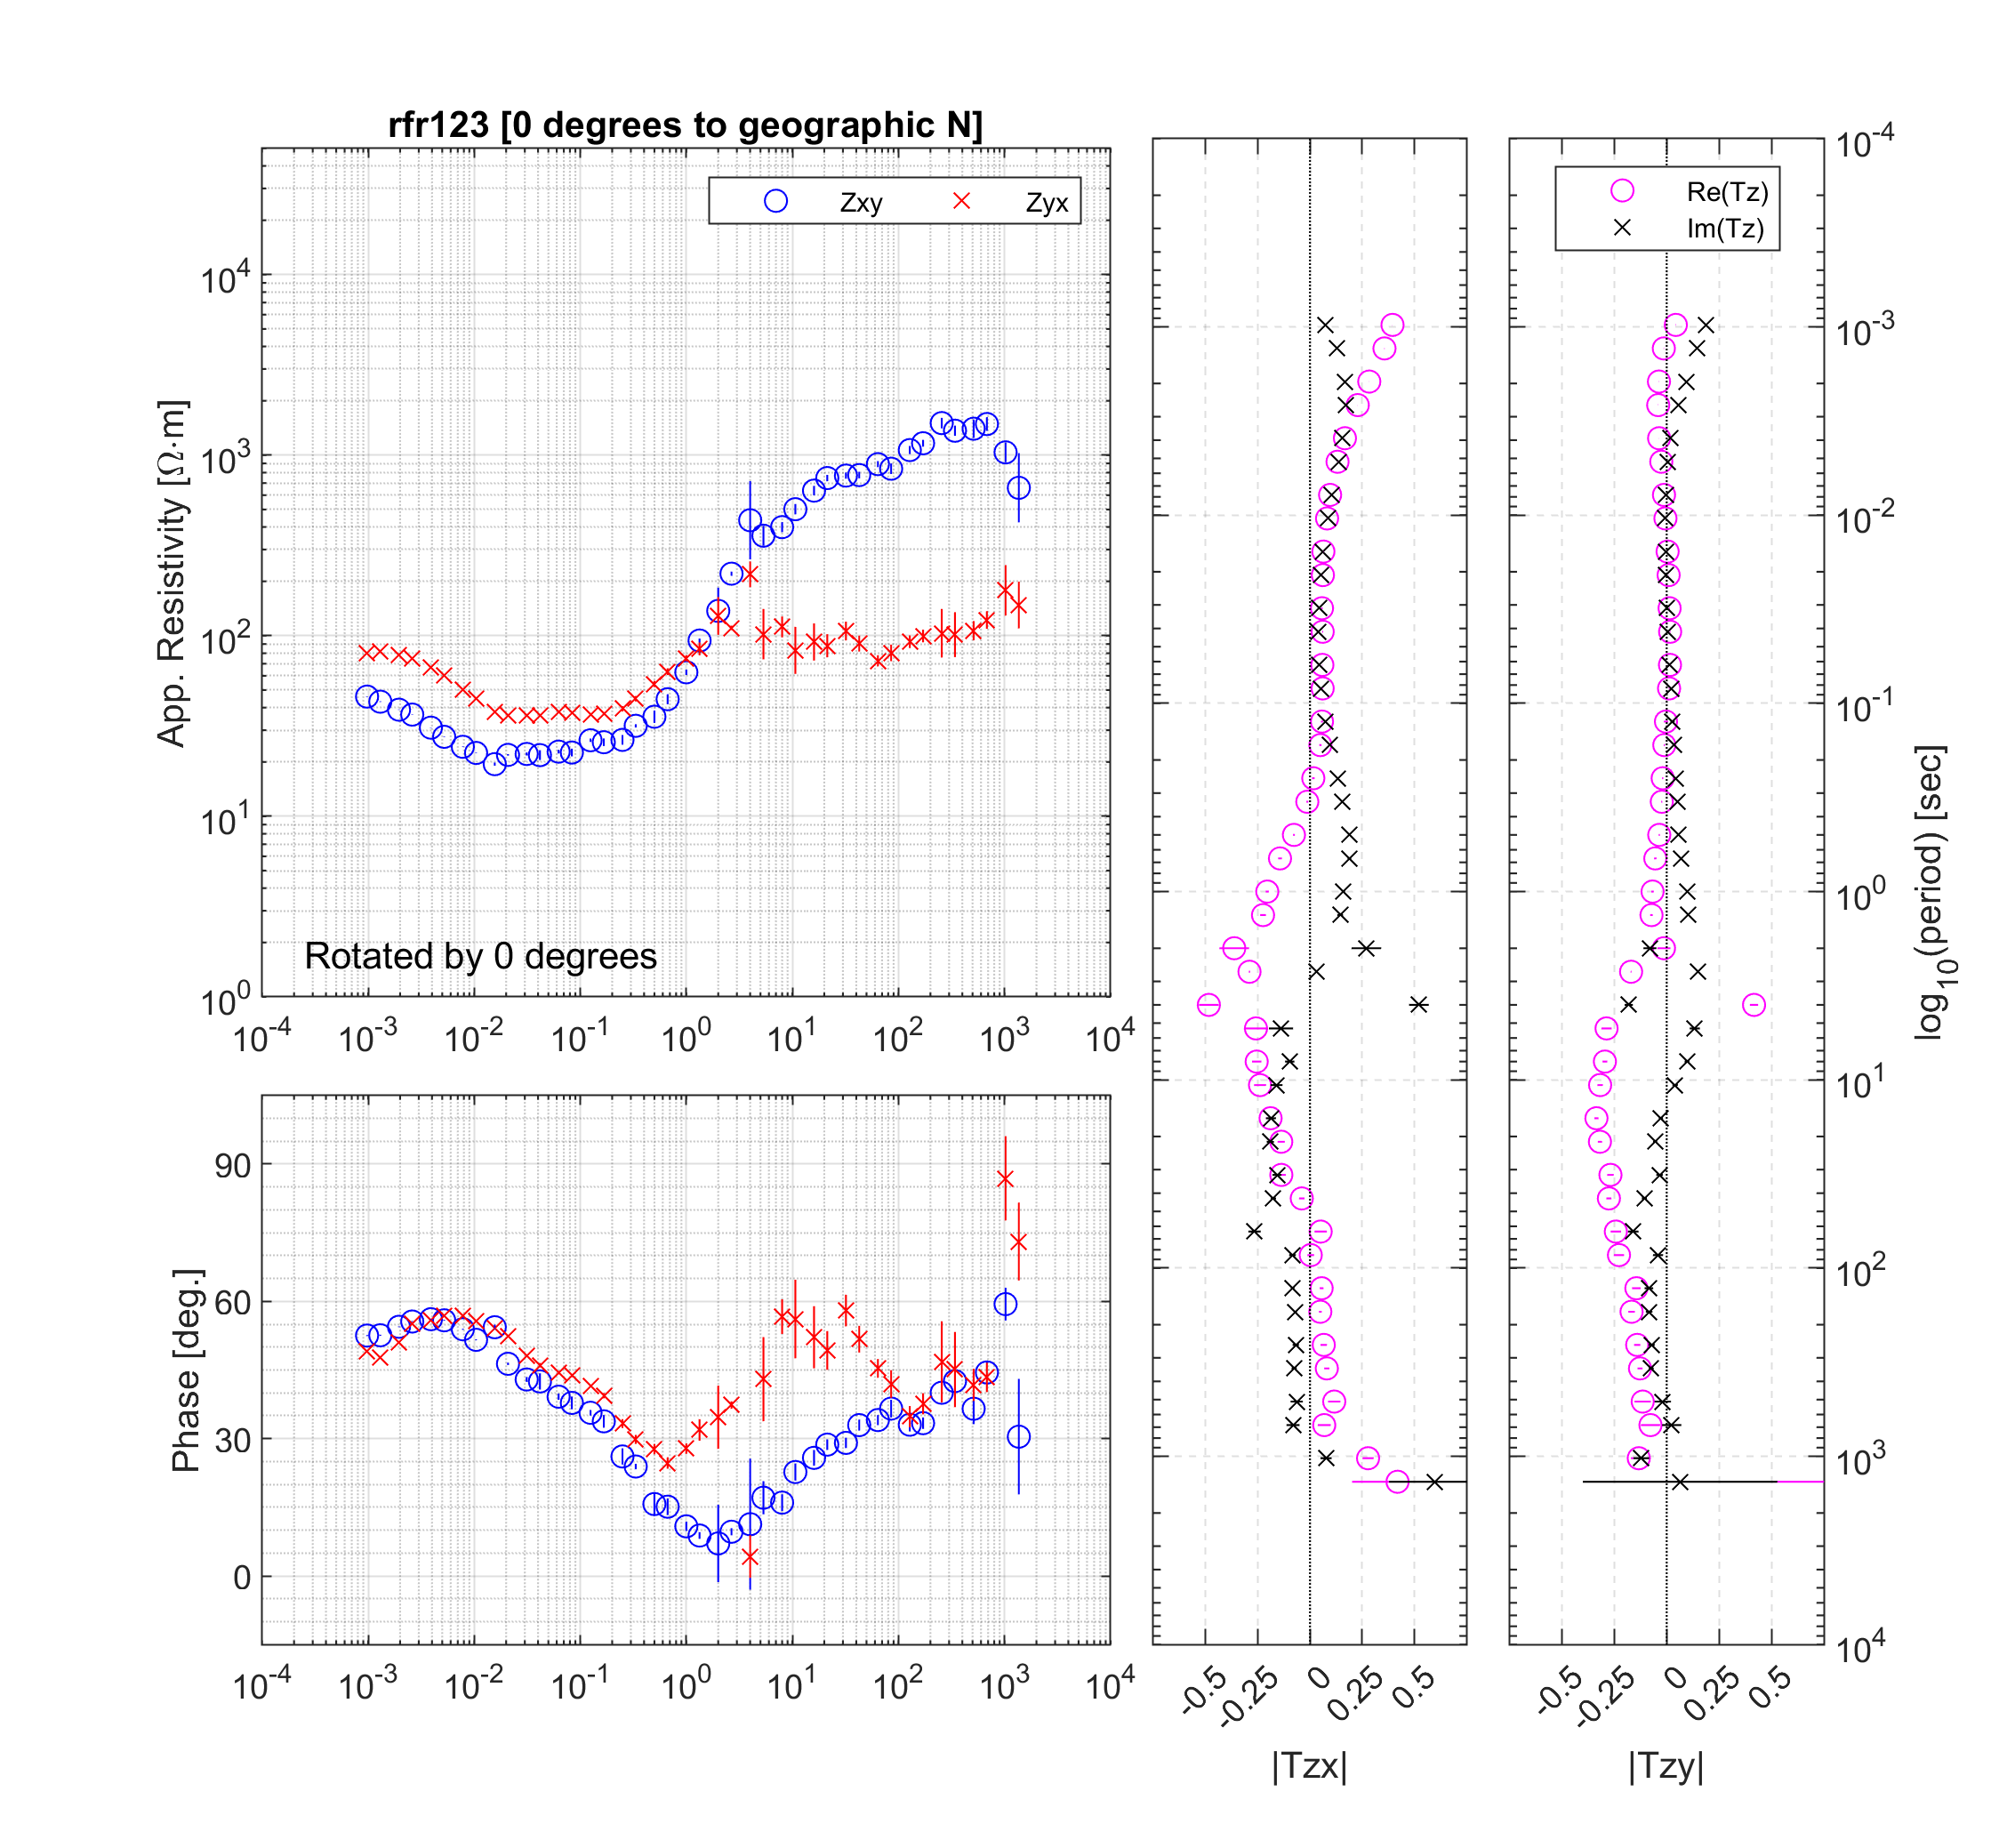 rfr123 [0 degrees to geographic N]
Zxy Zyx
10^4
10^3
10^2
10^1
10^0
App. Resistivity [Ω·m]
Rotated by 0 degrees
10^-4 10^-3 10^-2 10^-1 10^0 10^1 10^2 10^3 10^4
90
60
30
0
Phase [deg.]
10^-4 10^-3 10^-2 10^-1 10^0 10^1 10^2 10^3 10^4
-0.5 -0.25 0 0.25 0.5
|Tzx|
Re(Tz)
Im(Tz)
-0.5 -0.25 0 0.25 0.5
|Tzy|
10^-4
10^-3
10^-2
10^-1
10^0
10^1
10^2
10^3
10^4
log_10(period) [sec]